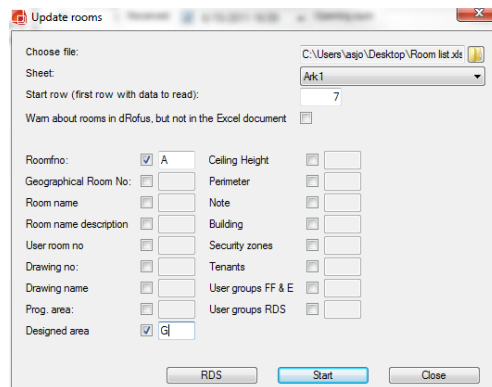 Update rooms
Choose file: C:\Users\asjo\Desktop\Room list.xls
Sheet: Ark1
Start row (first row with data to read): 7
Warn about rooms in dRofus, but not in the Excel document
Roomfno: A Ceiling Height
Geographical Room No: Perimeter
Room name Note
Room name description Building
User room no Security zones
Drawing no: Tenants
Drawing name User groups FF & E
Prog. area: User groups RDS
Designed area G
RDS Start Close